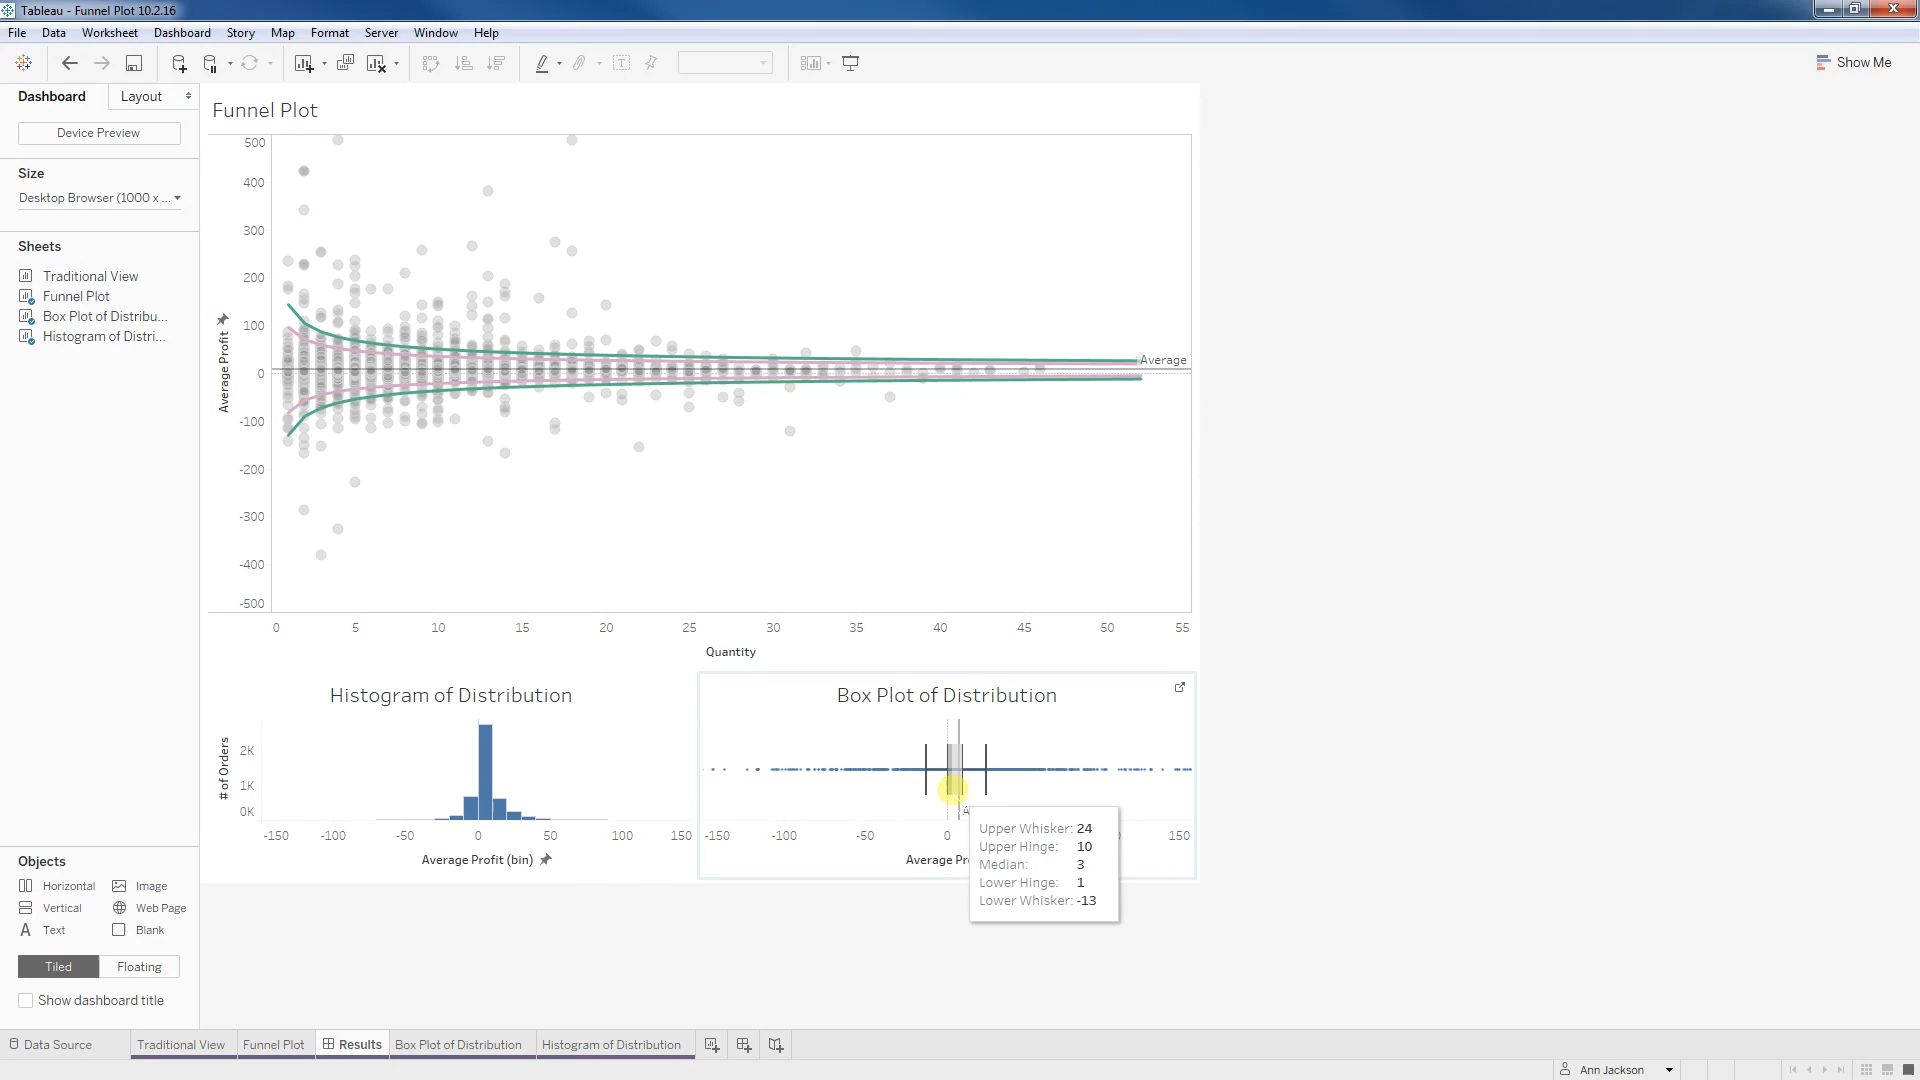 Tableau - Funnel Plot 10.2.16
File Data Worksheet Dashboard Story Map Format Server Window Help
Show Me
Dashboard Layout
Device Preview
Size
Desktop Browser (1000 x ...
Sheets
Traditional View
Funnel Plot
Box Plot of Distribu...
Histogram of Distri...
Funnel Plot
500
400
300
200
100
0
-100
-200
-300
-400
-500
Average Profit
Average
0 5 10 15 20 25 30 35 40 45 50 55
Quantity
Histogram of Distribution
# of Orders
2K
1K
0K
-150 -100 -50 0 50 100 150
Average Profit (bin)
Box Plot of Distribution
-150 -100 -50 0 150
Average Pr
Upper Whisker: 24
Upper Hinge: 10
Median: 3
Lower Hinge: 1
Lower Whisker: -13
Objects
Horizontal Image
Vertical Web Page
Text Blank
Tiled Floating
Show dashboard title
Data Source Traditional View Funnel Plot Results Box Plot of Distribution Histogram of Distribution
Ann Jackson